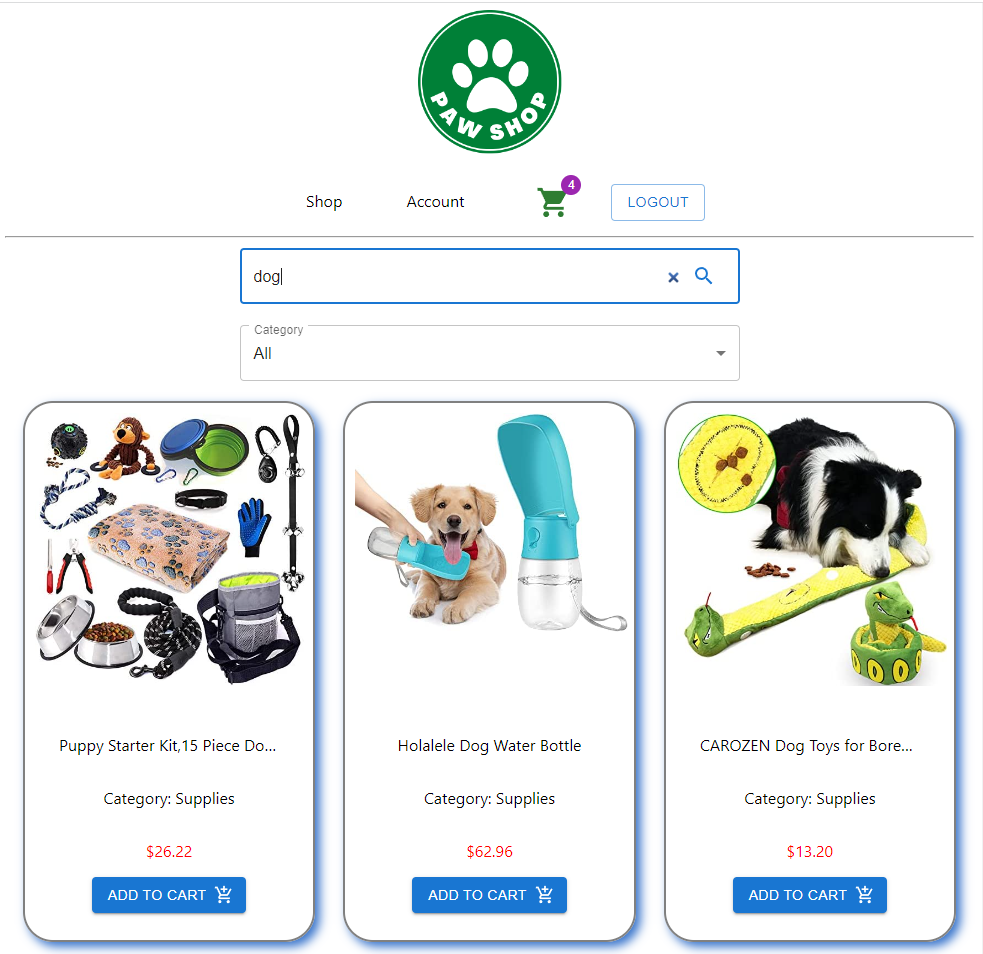 PAW SHOP
Shop
Account
4
LOGOUT
dog
Category
All
Puppy Starter Kit,15 Piece Do...
Holalele Dog Water Bottle
CAROZEN Dog Toys for Bore...
Category: Supplies
Category: Supplies
Category: Supplies
$26.22
$62.96
$13.20
ADD TO CART
ADD TO CART
ADD TO CART